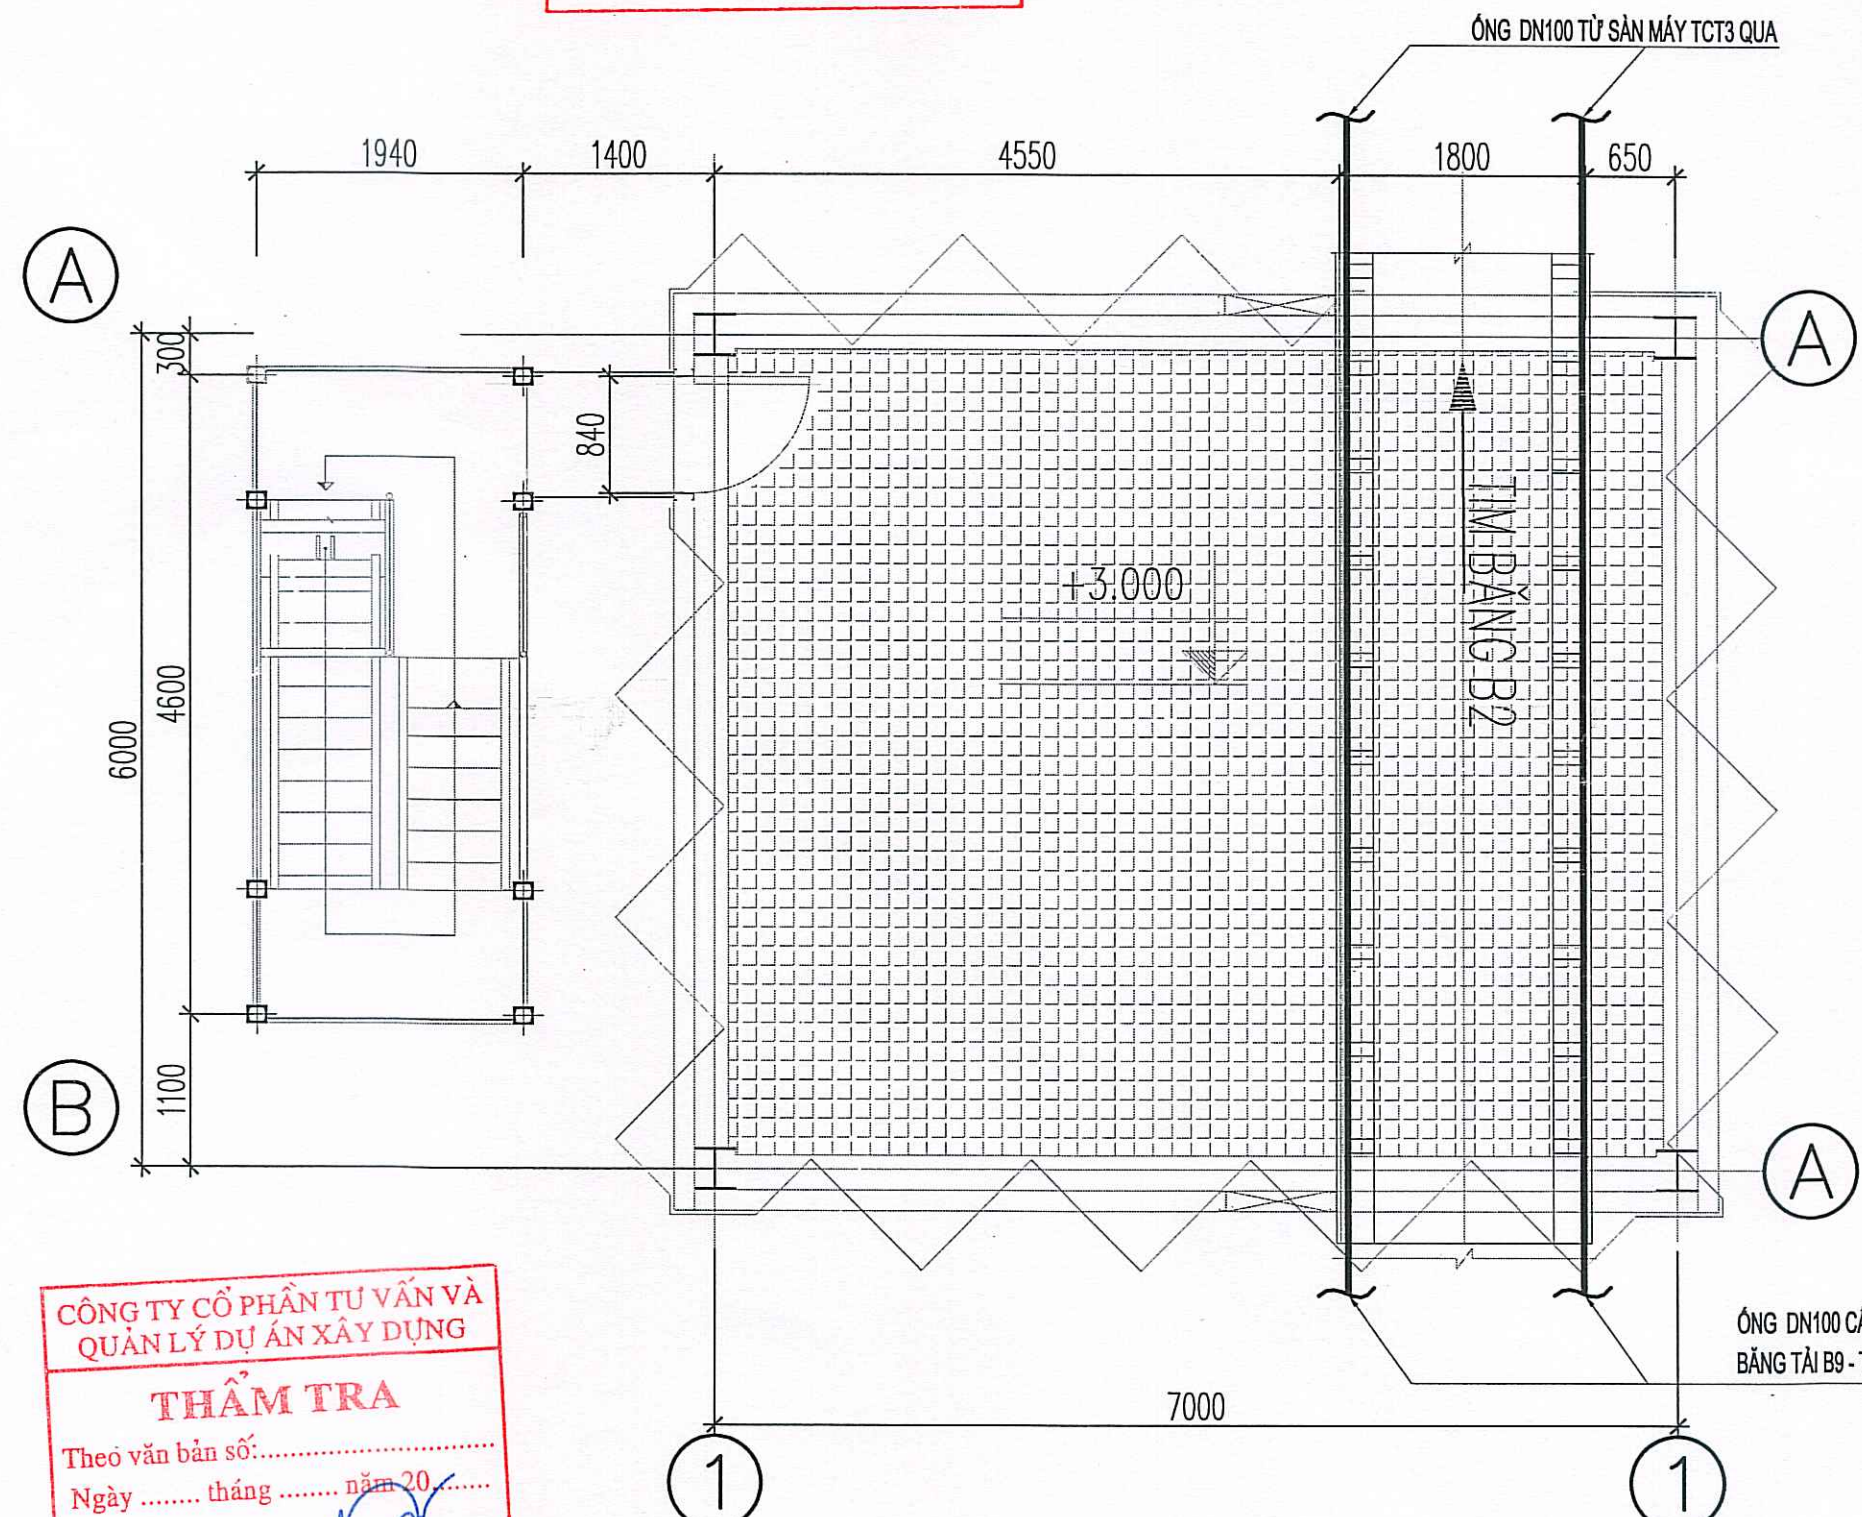 ỐNG DN100 TỪ SÀN MÁY TCT3 QUA
1940
1400
4550
1800
650
A
A
300
840
4600
6000
1100
+3.000
TIM BĂNG B2
B
A
CÔNG TY CỔ PHẦN TƯ VẤN VÀ
QUẢN LÝ DỰ ÁN XÂY DỰNG
THẨM TRA
Theo văn bản số:................................
Ngày ........ tháng ........ năm 20........
ỐNG DN100
BĂNG TẢI B9 -
7000
1
1